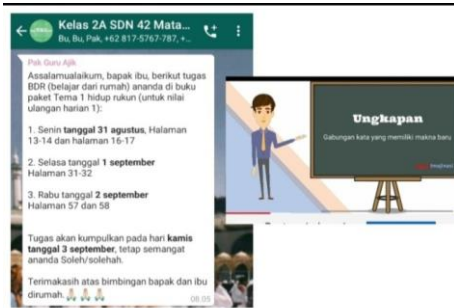 Kelas 2A SDN 42 Mata...
Bu, Bu, Pak, +62 817-5767-787, +..
Pak Guru Ajik
Assalamualaikum, bapak ibu, berikut tugas
BDR (belajar dari rumah) ananda di buku
paket Tema 1 hidup rukun (untuk nilai
ulangan harian 1):
1. Senin tanggal 31 agustus, Halaman
13-14 dan halaman 16-17
2. Selasa tanggal 1 september
Halaman 31-32
3. Rabu tanggal 2 september
Halaman 57 dan 58
Tugas akan kumpulkan pada hari kamis
tanggal 3 september, tetap semangat
ananda Soleh/solehah.
Terimakasih atas bimbingan bapak dan ibu
dirumah.
08.09
Ungkapan
Gabungan kata yang memiliki makna baru